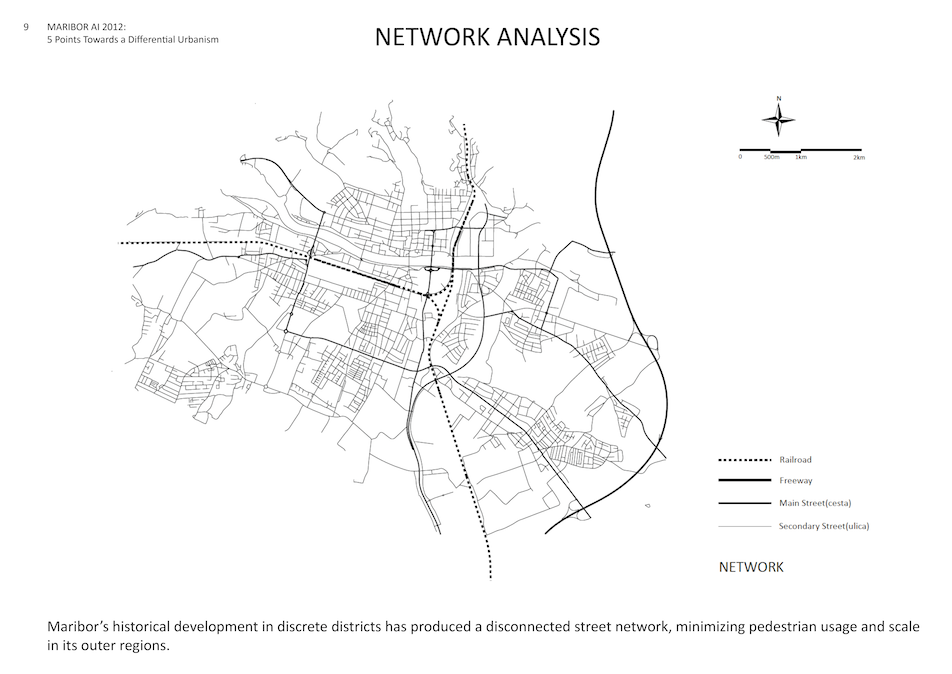 9
MARIBOR AI 2012:
5 Points Towards a Differential Urbanism
NETWORK ANALYSIS
N
0 500m 1km 2km
Railroad
Freeway
Main Street(cesta)
Secondary Street(ulica)
NETWORK
Maribor’s historical development in discrete districts has produced a disconnected street network, minimizing pedestrian usage and scale
in its outer regions.